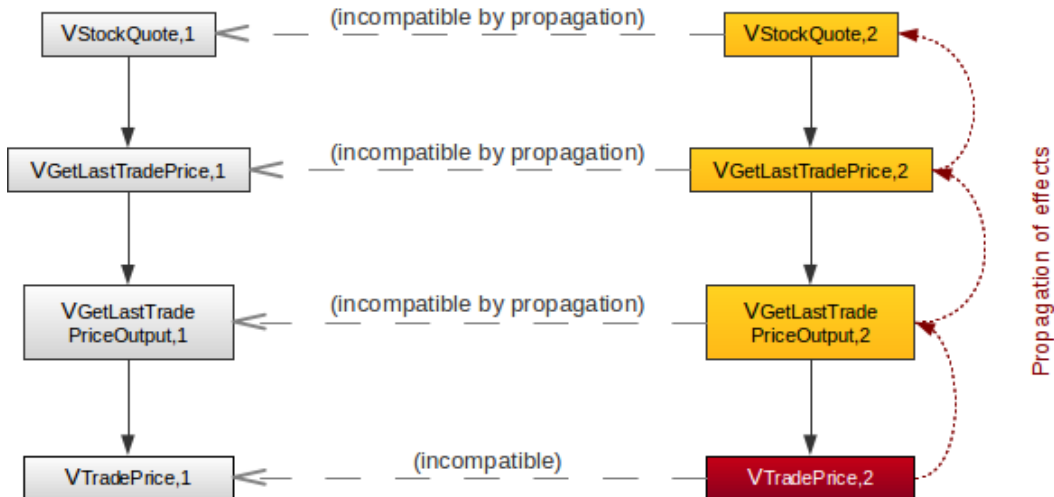 (incompatible by propagation)
VStockQuote,1
VStockQuote,2
(incompatible by propagation)
VGetLastTradePrice,1
VGetLastTradePrice,2
Propagation of effects
(incompatible by propagation)
VGetLastTrade
PriceOutput,1
VGetLastTrade
PriceOutput,2
(incompatible)
VTradePrice,1
VTradePrice,2